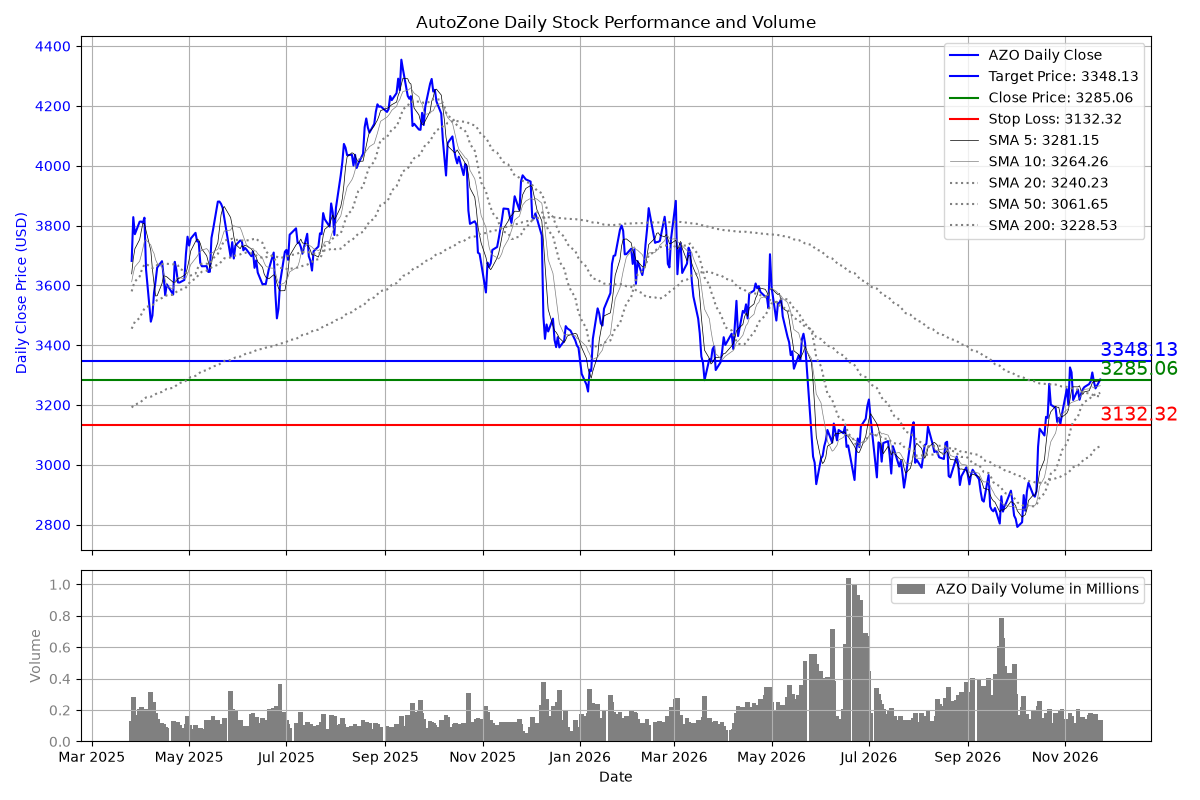 AutoZone Daily Stock Performance and Volume
Daily Close Price (USD)
4400
4200
4000
3800
3600
3400
3200
3000
2800
AZO Daily Close
Target Price: 3348.13
Close Price: 3285.06
Stop Loss: 3132.32
SMA 5: 3281.15
SMA 10: 3264.26
SMA 20: 3240.23
SMA 50: 3061.65
SMA 200: 3228.53
3348.13
3285.06
3132.32
Volume
1.0
0.8
0.6
0.4
0.2
0.0
AZO Daily Volume in Millions
Mar 2025 May 2025 Jul 2025 Sep 2025 Nov 2025 Jan 2026 Mar 2026 May 2026 Jul 2026 Sep 2026 Nov 2026
Date